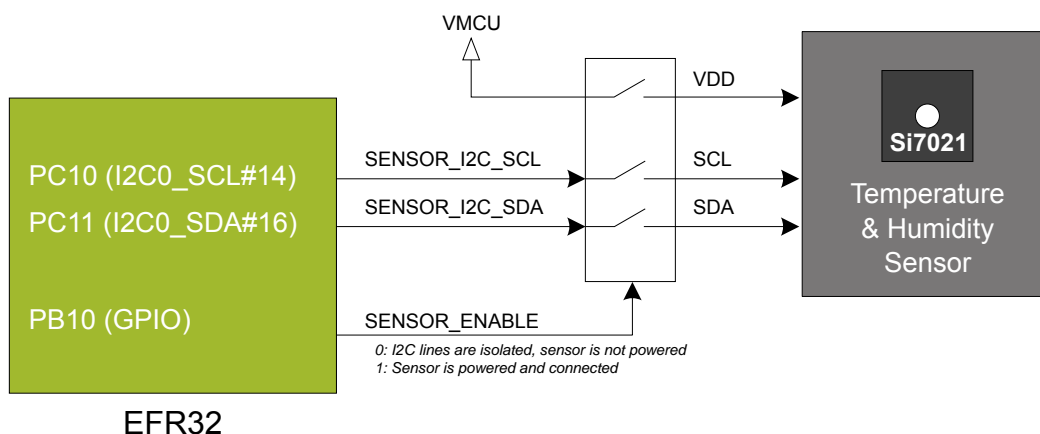 VMCU
VDD
Si7021
PC10 (I2C0_SCL#14)
SENSOR_I2C_SCL
SCL
PC11 (I2C0_SDA#16)
SENSOR_I2C_SDA
SDA
Temperature
& Humidity
Sensor
PB10 (GPIO)
SENSOR_ENABLE
0: I2C lines are isolated, sensor is not powered
1: Sensor is powered and connected
EFR32